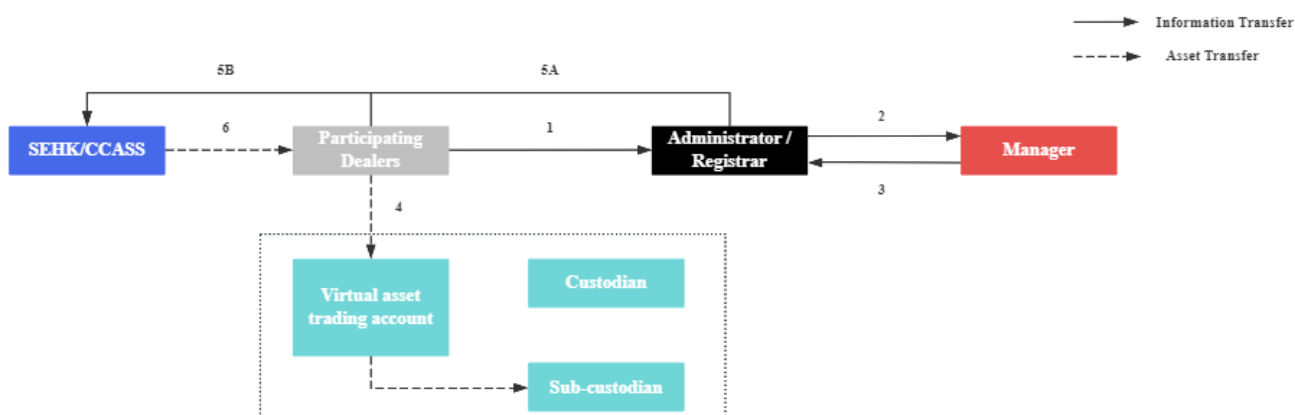 Information Transfer
Asset Transfer
5B
5A
SEHK/CCASS
6
Participating
Dealers
1
Administrator /
Registrar
2
3
Manager
4
Virtual asset
trading account
Custodian
Sub-custodian